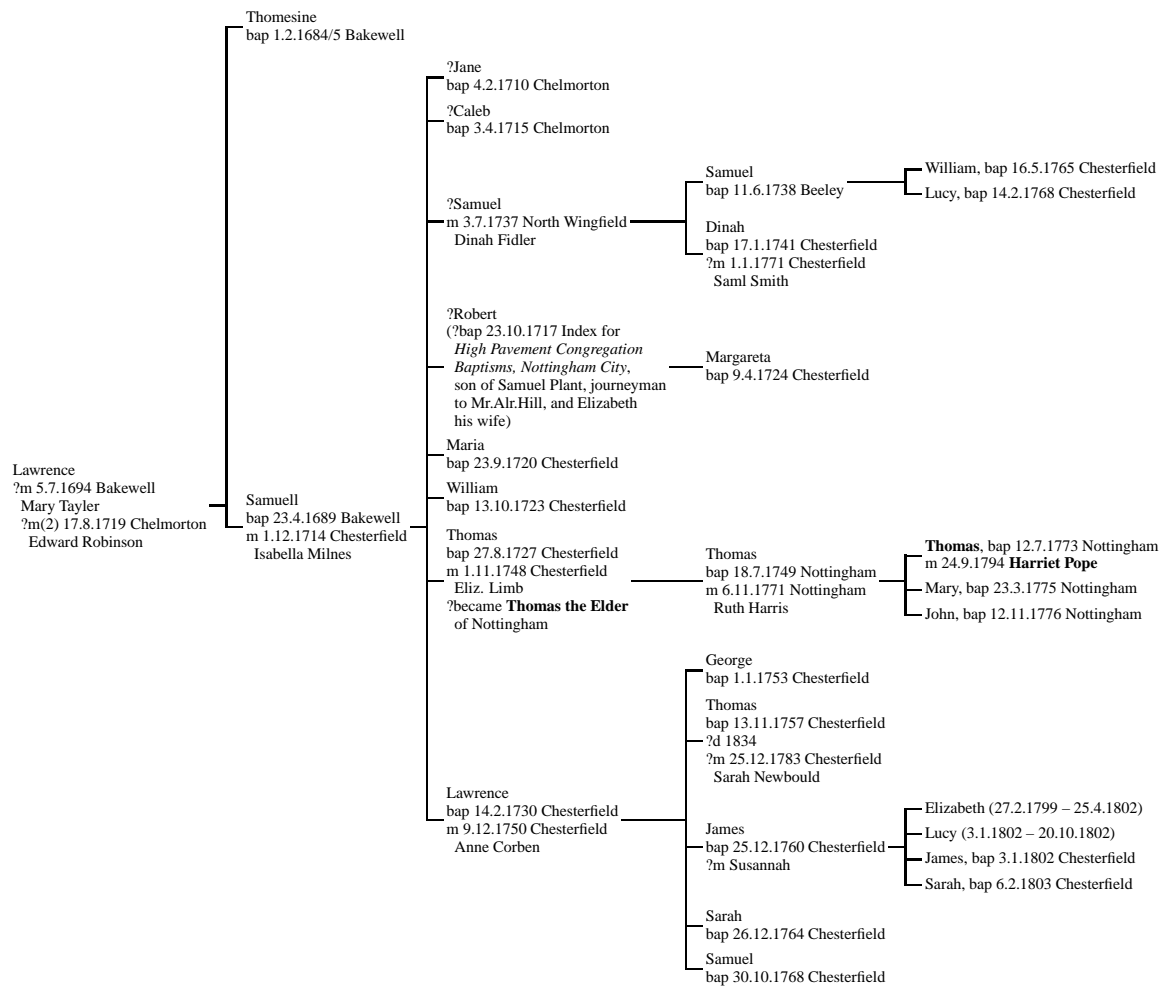 Thomesine
bap 1.2.1684/5 Bakewell
?Jane
bap 4.2.1710 Chelmorton
?Caleb
bap 3.4.1715 Chelmorton
?Samuel
m 3.7.1737 North Wingfield
Dinah Fidler
Samuel
bap 11.6.1738 Beeley
William, bap 16.5.1765 Chesterfield
Lucy, bap 14.2.1768 Chesterfield
Dinah
bap 17.1.1741 Chesterfield
?m 1.1.1771 Chesterfield
Saml Smith
?Robert
(?bap 23.10.1717 Index for
High Pavement Congregation
Baptisms, Nottingham City,
son of Samuel Plant, journeyman
to Mr.Alr.Hill, and Elizabeth
his wife)
Margareta
bap 9.4.1724 Chesterfield
Maria
bap 23.9.1720 Chesterfield
Lawrence
?m 5.7.1694 Bakewell
Mary Tayler
?m(2) 17.8.1719 Chelmorton
Edward Robinson
Samuell
bap 23.4.1689 Bakewell
m 1.12.1714 Chesterfield
Isabella Milnes
William
bap 13.10.1723 Chesterfield
Thomas
bap 27.8.1727 Chesterfield
m 1.11.1748 Chesterfield
Eliz. Limb
?became Thomas the Elder
of Nottingham
Thomas
bap 18.7.1749 Nottingham
m 6.11.1771 Nottingham
Ruth Harris
Thomas, bap 12.7.1773 Nottingham
m 24.9.1794 Harriet Pope
Mary, bap 23.3.1775 Nottingham
John, bap 12.11.1776 Nottingham
Lawrence
bap 14.2.1730 Chesterfield
m 9.12.1750 Chesterfield
Anne Corben
George
bap 1.1.1753 Chesterfield
Thomas
bap 13.11.1757 Chesterfield
?d 1834
?m 25.12.1783 Chesterfield
Sarah Newbould
James
bap 25.12.1760 Chesterfield
?m Susannah
Elizabeth (27.2.1799 – 25.4.1802)
Lucy (3.1.1802 – 20.10.1802)
James, bap 3.1.1802 Chesterfield
Sarah, bap 6.2.1803 Chesterfield
Sarah
bap 26.12.1764 Chesterfield
Samuel
bap 30.10.1768 Chesterfield